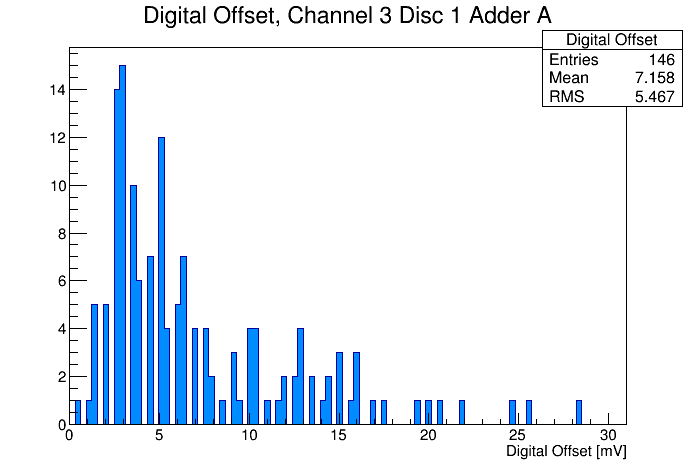 Digital Offset, Channel 3 Disc 1 Adder A
Digital Offset
Entries 146
Mean 7.158
RMS 5.467
14
12
10
8
6
4
2
0
0 5 10 15 20 25 30
Digital Offset [mV]